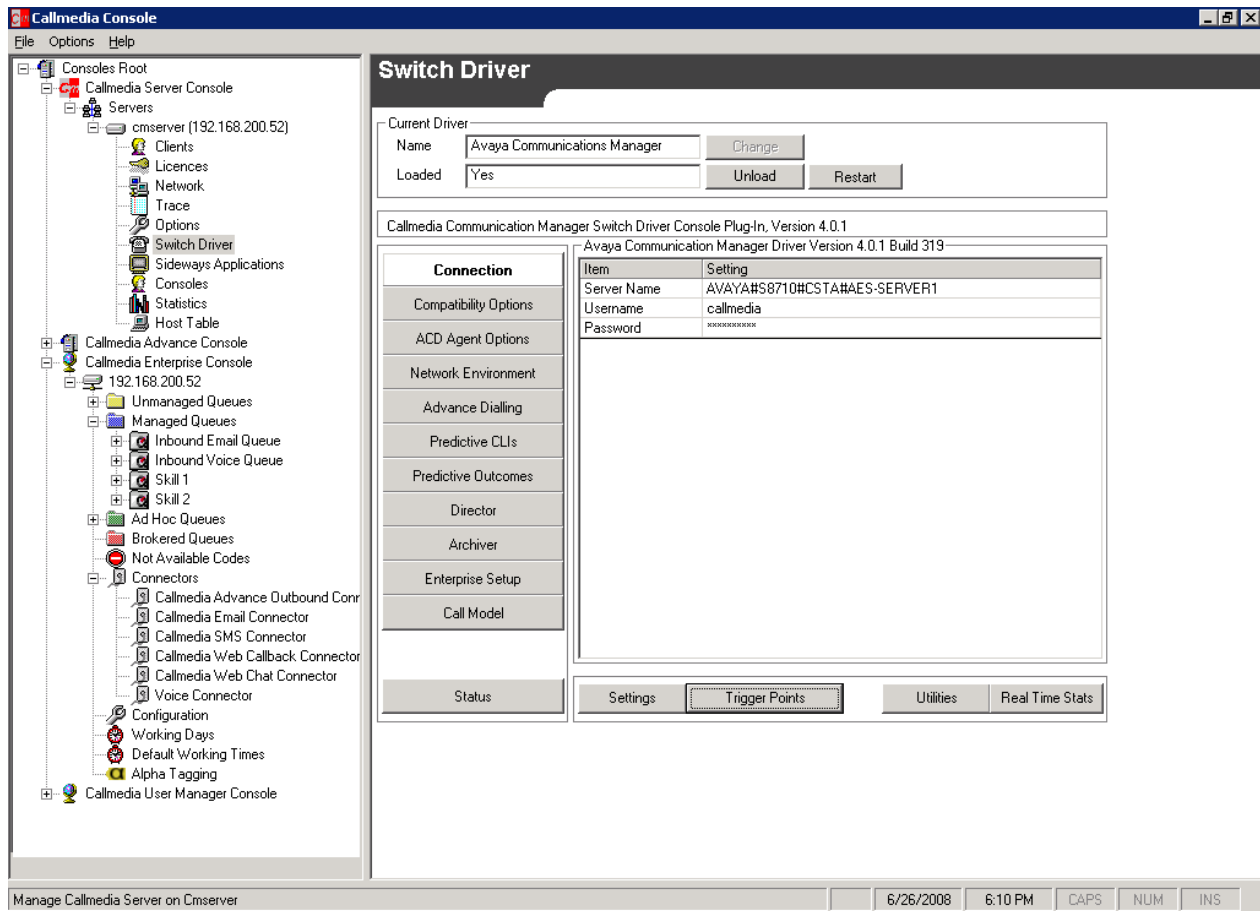 Callmedia Console
File Options Help
Consoles Root
Callmedia Server Console
Servers
cmserver (192.168.200.52)
Clients
Licences
Network
Trace
Options
Switch Driver
Sideways Applications
Consoles
Statistics
Host Table
Callmedia Advance Console
Callmedia Enterprise Console
192.168.200.52
Unmanaged Queues
Managed Queues
Inbound Email Queue
Inbound Voice Queue
Skill 1
Skill 2
Ad Hoc Queues
Brokered Queues
Not Available Codes
Connectors
Callmedia Advance Outbound Conr
Callmedia Email Connector
Callmedia SMS Connector
Callmedia Web Callback Connector
Callmedia Web Chat Connector
Voice Connector
Configuration
Working Days
Default Working Times
Alpha Tagging
Callmedia User Manager Console
Switch Driver
Current Driver
Name Avaya Communications Manager Change
Loaded Yes Unload Restart
Callmedia Communication Manager Switch Driver Console Plug-In, Version 4.0.1
Connection
Compatibility Options
ACD Agent Options
Network Environment
Advance Dialling
Predictive CLIs
Predictive Outcomes
Director
Archiver
Enterprise Setup
Call Model
Status
Avaya Communication Manager Driver Version 4.0.1 Build 319
Item Setting
Server Name AVAYA#S8710#CSTA#AES-SERVER1
Username callmedia
Password **********
Settings Trigger Points Utilities Real Time Stats
Manage Callmedia Server on Cmserver 6/26/2008 6:10 PM CAPS NUM INS